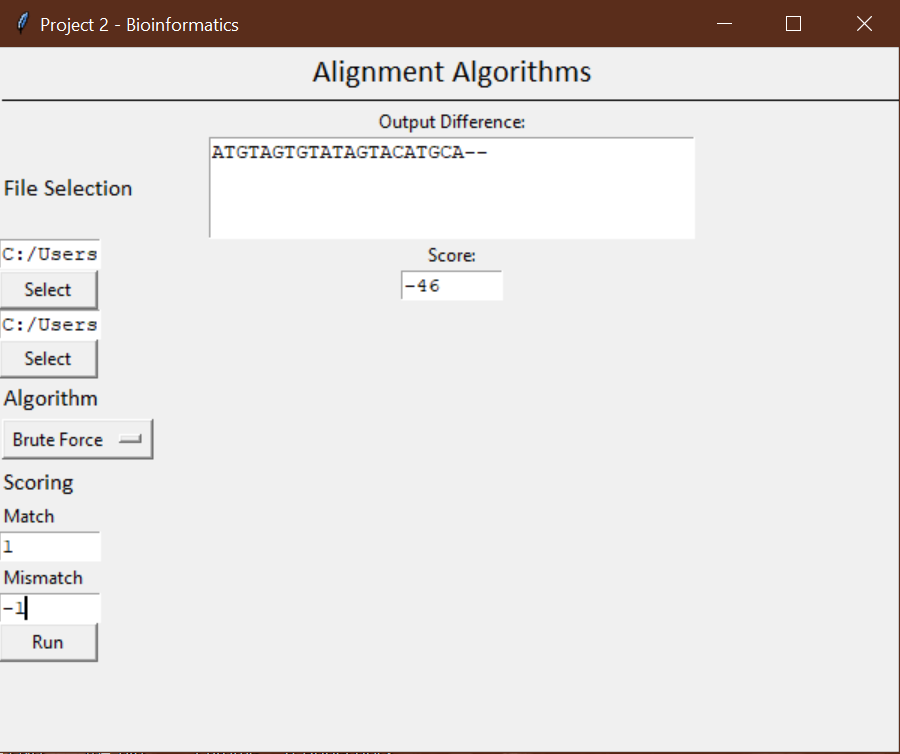 Project 2 - Bioinformatics
Alignment Algorithms
Output Difference:
ATGTAGTGTATAGTACATGCA--
File Selection
C:/Users
Score:
-46
Select
C:/Users
Select
Algorithm
Brute Force
Scoring
Match
1
Mismatch
-1
Run